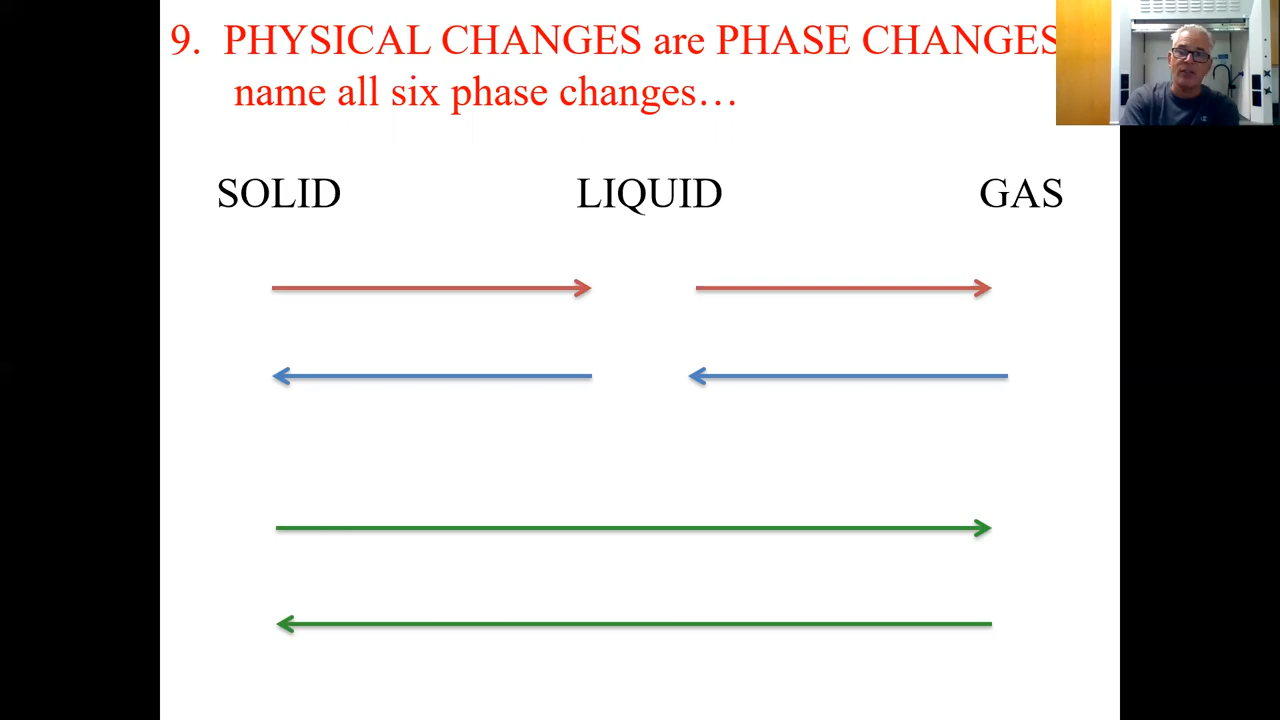 9. PHYSICAL CHANGES are PHASE CHANGES
name all six phase changes…
SOLID LIQUID GAS